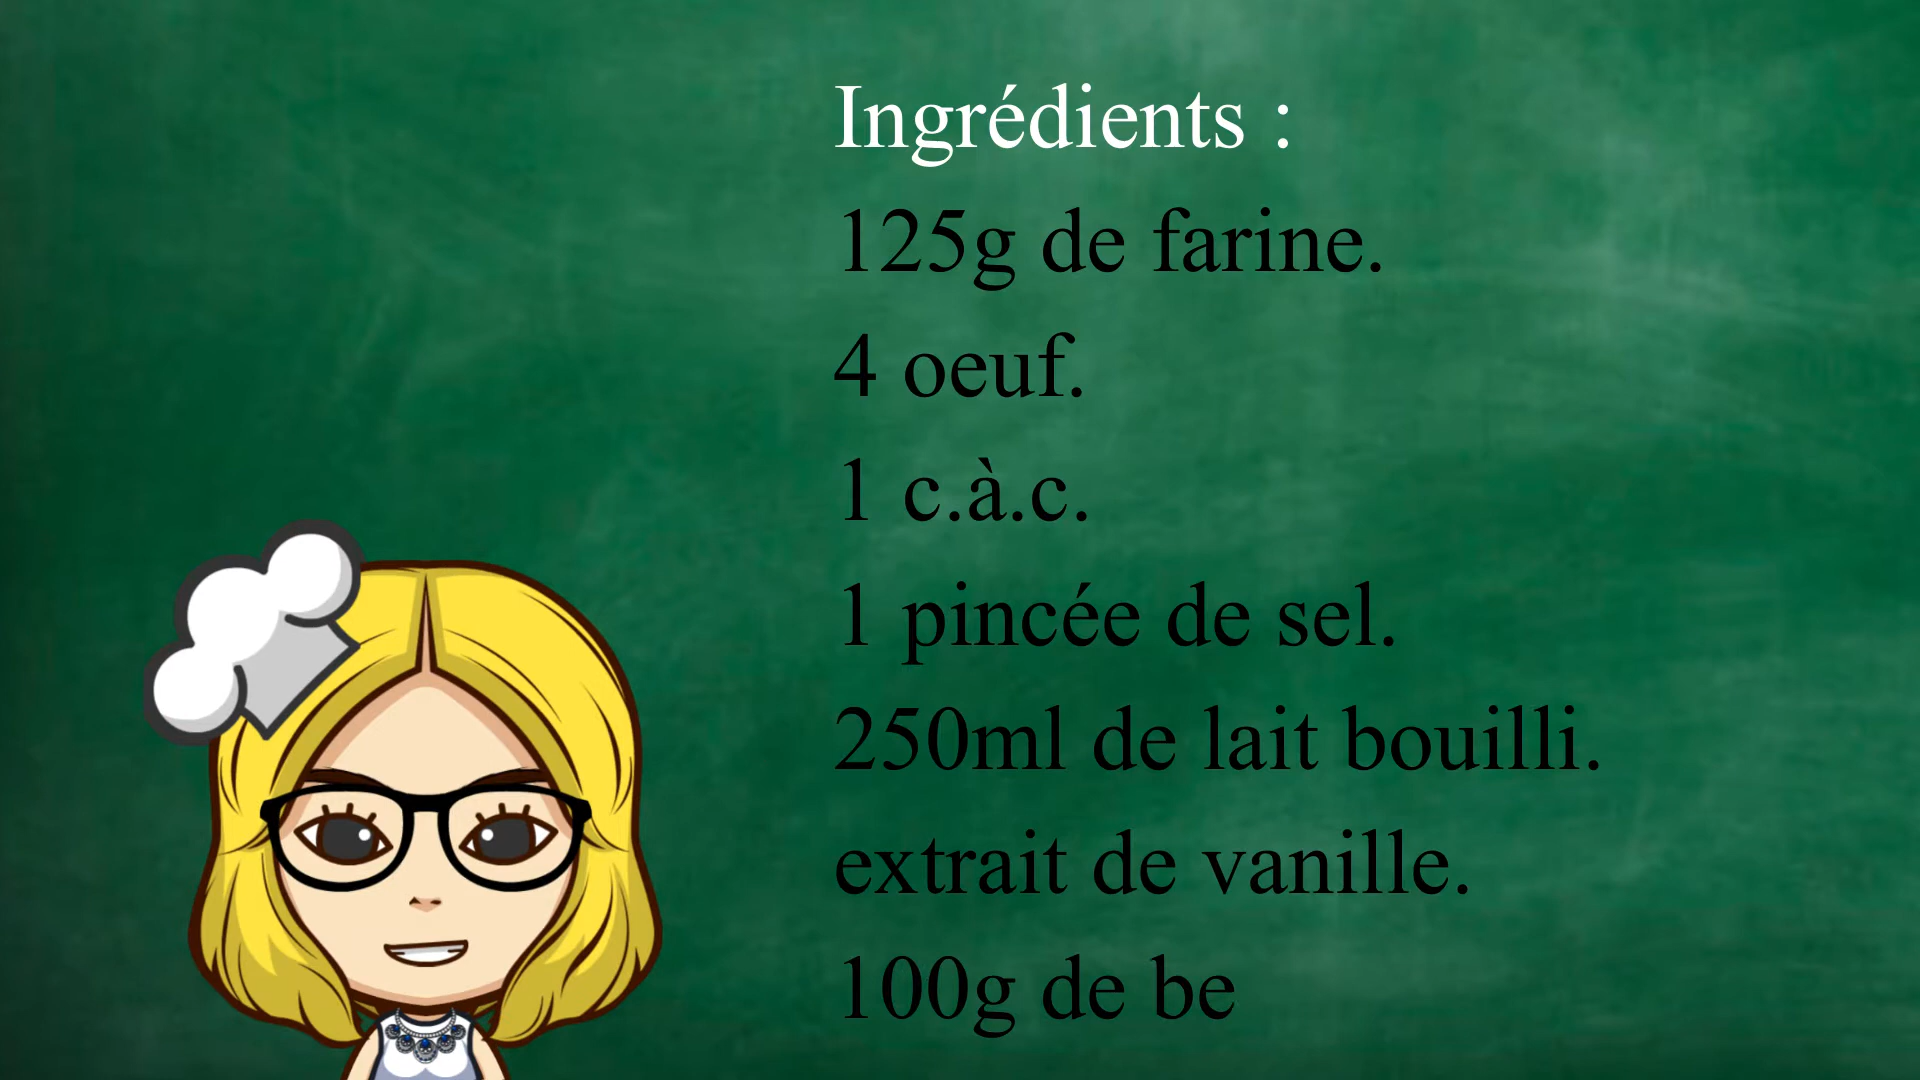 Ingrédients :
125g de farine.
4 oeuf.
1 c.à.c.
1 pincée de sel.
250ml de lait bouilli.
extrait de vanille.
100g de be